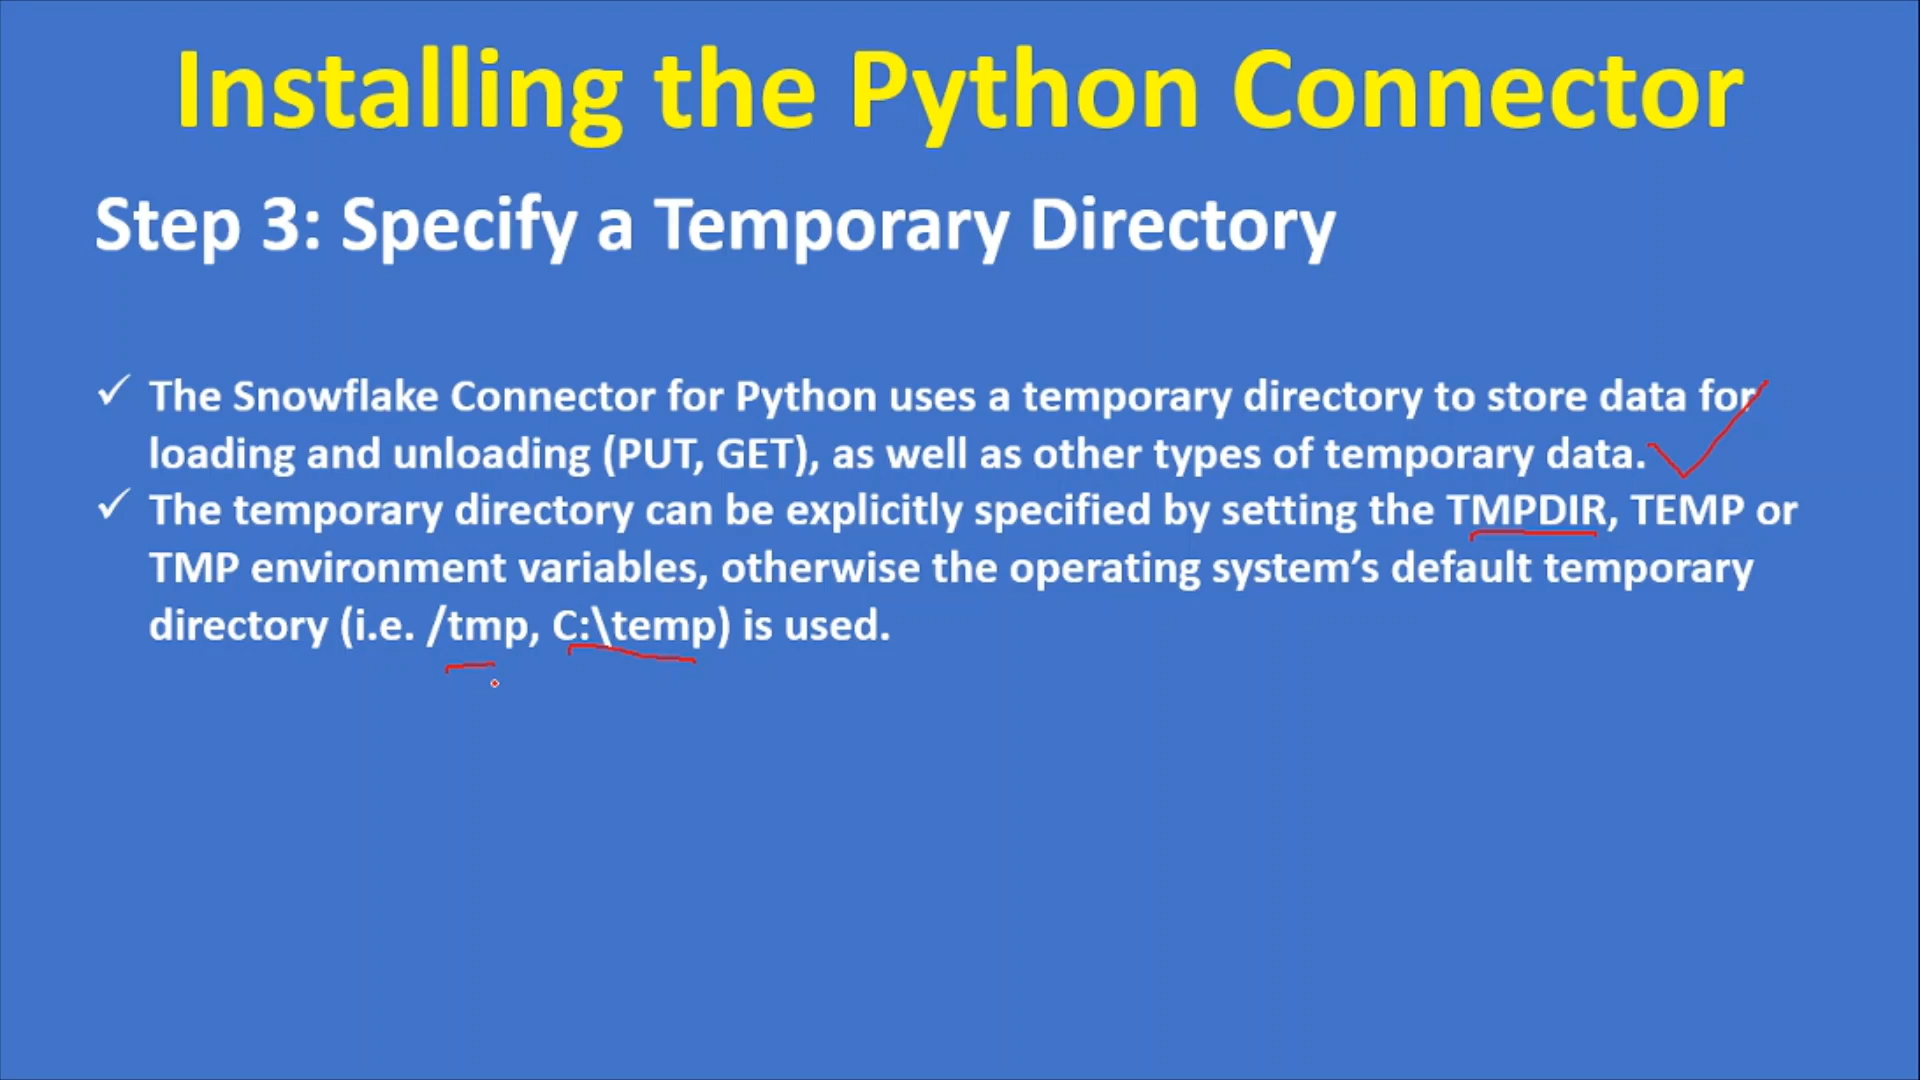 Installing the Python Connector
Step 3: Specify a Temporary Directory
✓ The Snowflake Connector for Python uses a temporary directory to store data for
loading and unloading (PUT, GET), as well as other types of temporary data.
✓ The temporary directory can be explicitly specified by setting the TMPDIR, TEMP or
TMP environment variables, otherwise the operating system’s default temporary
directory (i.e. /tmp, C:\temp) is used.